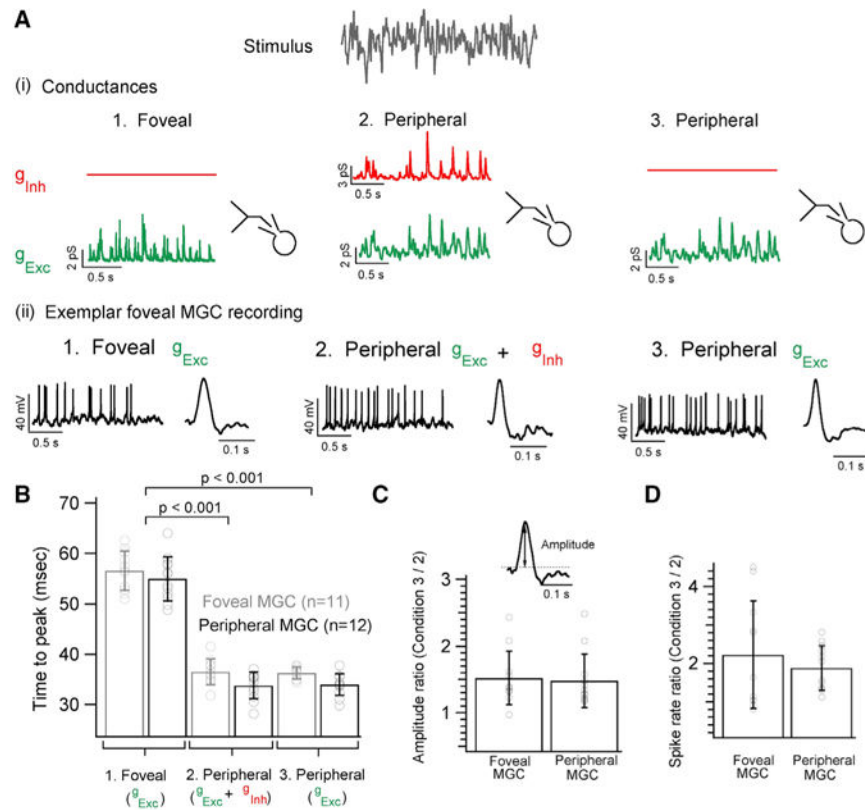 A
Stimulus
(i) Conductances
1. Foveal
2. Peripheral
3. Peripheral
gInh
gExc
2 pS
0.5 s
3 pS
0.5 s
2 pS
0.5 s
2 pS
0.5 s
(ii) Exemplar foveal MGC recording
1. Foveal gExc
2. Peripheral gExc + gInh
3. Peripheral gExc
40 mV
0.5 s
0.1 s
40 mV
0.5 s
0.1 s
40 mV
0.5 s
0.1 s
B
p < 0.001
p < 0.001
Time to peak (msec)
70
60
50
40
30
Foveal MGC (n=11)
Peripheral MGC (n=12)
1. Foveal
(gExc)
2. Peripheral
(gExc + gInh)
3. Peripheral
(gExc)
C
Amplitude
0.1 s
Amplitude ratio (Condition 3 / 2)
3
2
1
Foveal
MGC
Peripheral
MGC
D
Spike rate ratio (Condition 3 / 2)
4
2
0
Foveal
MGC
Peripheral
MGC